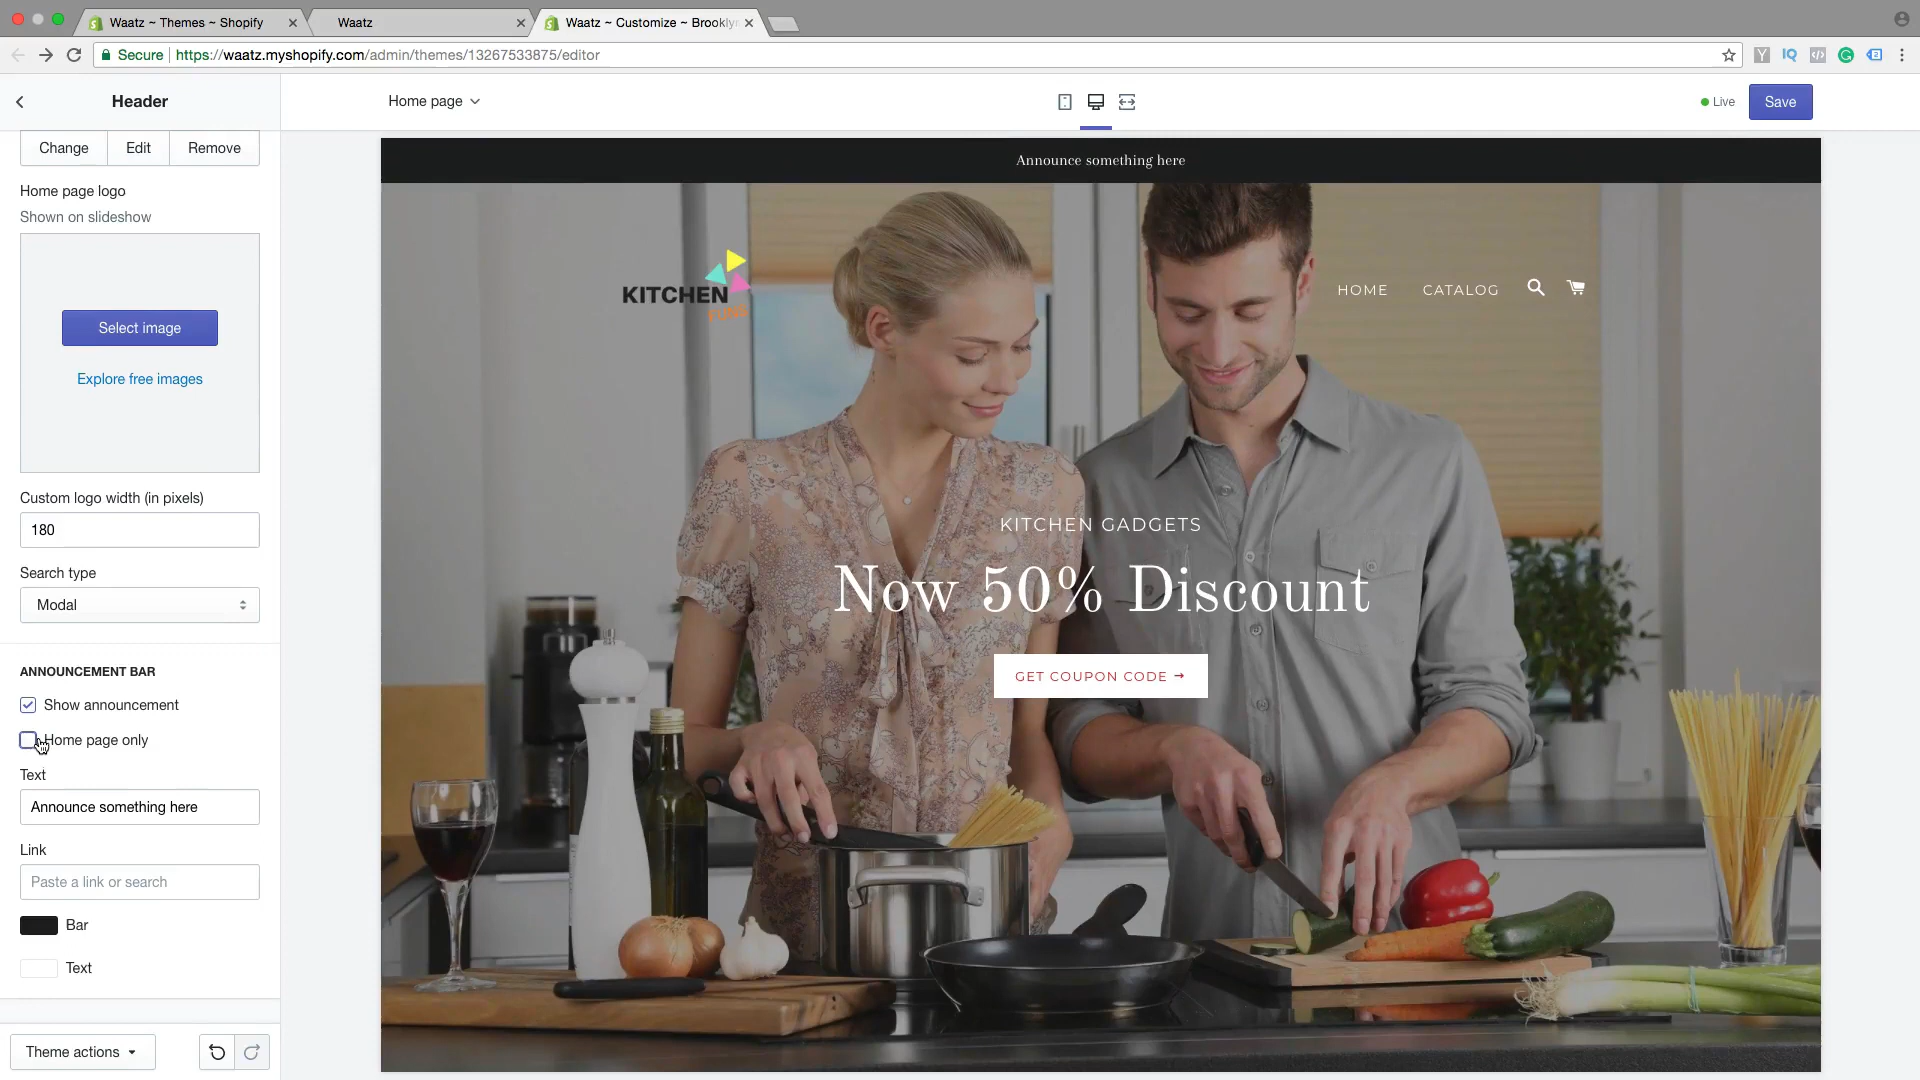 Waatz ~ Themes ~ Shopify
Waatz
Waatz ~ Customize ~ Brooklyn
Secure
https://waatz.myshopify.com/admin/themes/13267533875/editor
Header
Home page
Live
Save
Change
Edit
Remove
Home page logo
Shown on slideshow
Select image
Explore free images
Custom logo width (in pixels)
180
Search type
Modal
ANNOUNCEMENT BAR
Show announcement
Home page only
Text
Announce something here
Link
Paste a link or search
Bar
Text
Theme actions
Announce something here
KITCHEN
FUNS
HOME
CATALOG
KITCHEN GADGETS
Now 50% Discount
GET COUPON CODE →